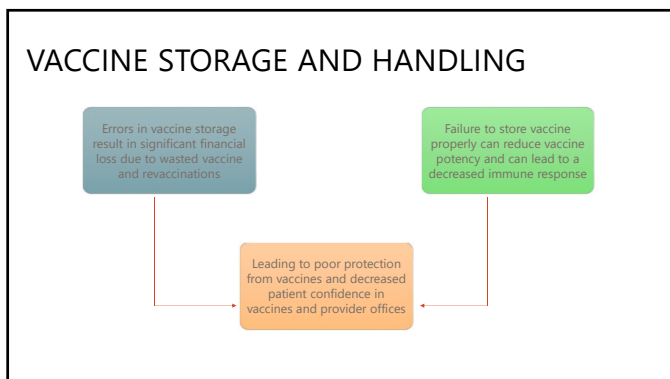 VACCINE STORAGE AND HANDLING
Errors in vaccine storage
result in significant financial
loss due to wasted vaccine
and revaccinations
Failure to store vaccine
properly can reduce vaccine
potency and can lead to a
decreased immune response
Leading to poor protection
from vaccines and decreased
patient confidence in
vaccines and provider offices